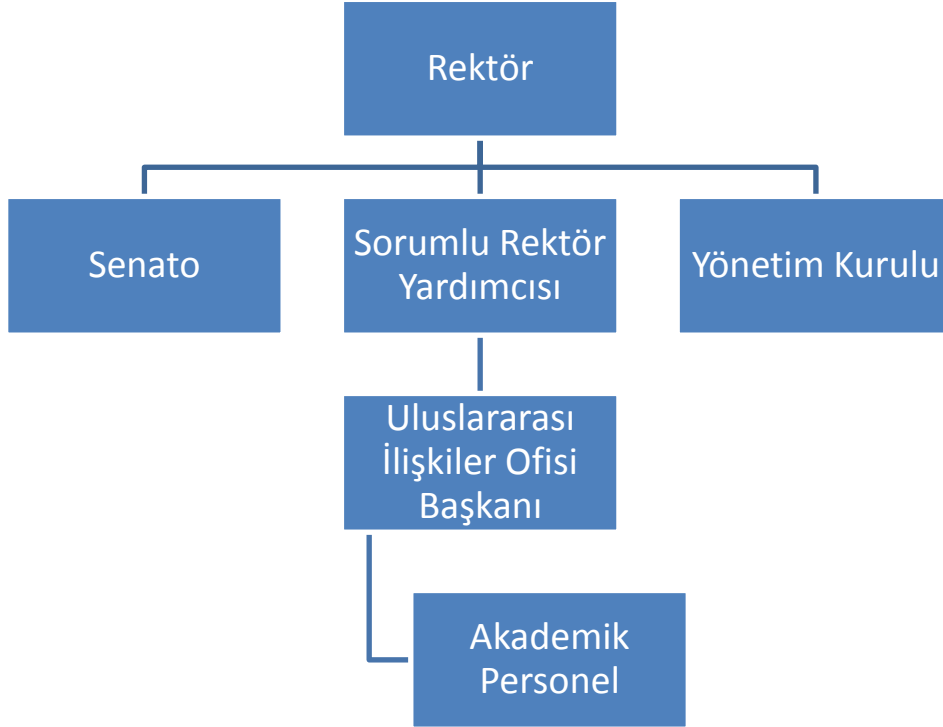 Rektör
Senato
Sorumlu Rektör
Yardımcısı
Yönetim Kurulu
Uluslararası
İlişkiler Ofisi
Başkanı
Akademik
Personel